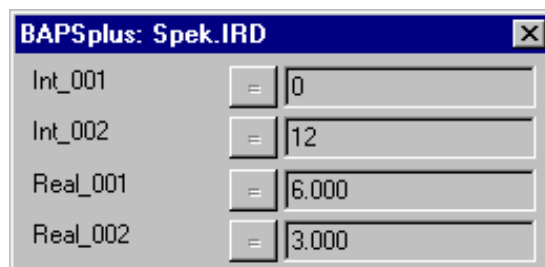 BAPSplus: Spek.IRD
Int_001 = 0
Int_002 = 12
Real_001 = 6.000
Real_002 = 3.000